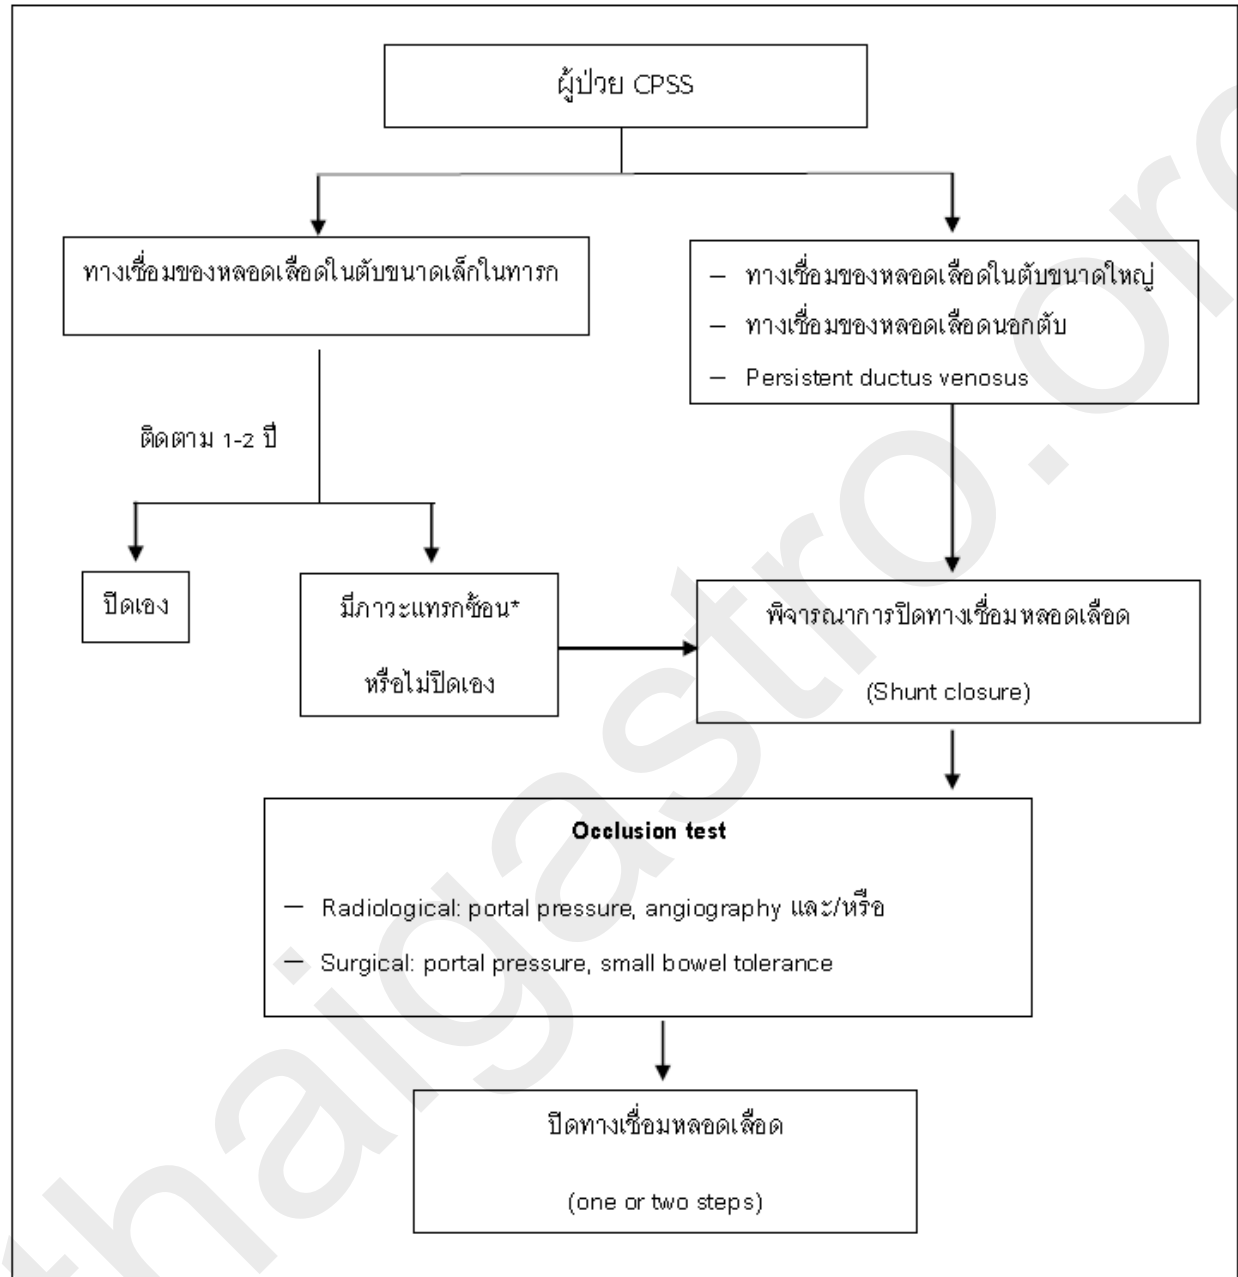 ผู้ป่วย CPSS
ทางเชื่อมของหลอดเลือดในตับขนาดเล็กในทารก
– ทางเชื่อมของหลอดเลือดในตับขนาดใหญ่
– ทางเชื่อมของหลอดเลือดนอกตับ
– Persistent ductus venosus
ติดตาม 1-2 ปี
ปิดเอง
มีภาวะแทรกซ้อน*
หรือไม่ปิดเอง
พิจารณาการปิดทางเชื่อมหลอดเลือด
(Shunt closure)
Occlusion test
– Radiological: portal pressure, angiography และ/หรือ
– Surgical: portal pressure, small bowel tolerance
ปิดทางเชื่อมหลอดเลือด
(one or two steps)
thaigastro.org